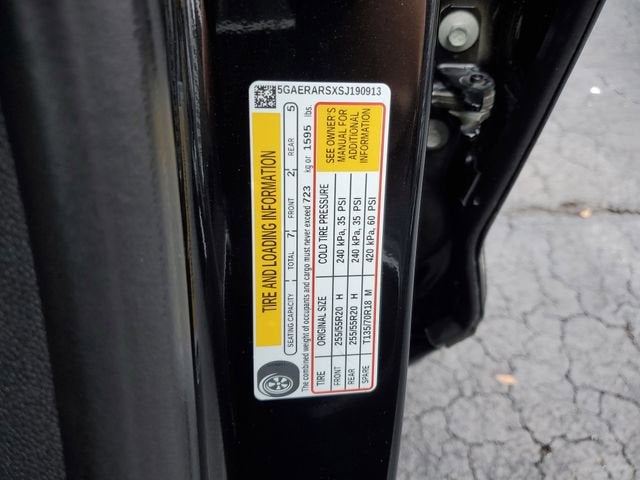 5GAERARSXSJ190913
TIRE AND LOADING INFORMATION
SEATING CAPACITY TOTAL 7 FRONT 2 REAR 5
The combined weight of occupants and cargo must never exceed 723 kg or 1595 lbs.
TIRE ORIGINAL SIZE COLD TIRE PRESSURE
FRONT 255/55R20 H 240 kPa, 35 PSI
REAR 255/55R20 H 240 kPa, 35 PSI
SPARE T135/70R18 M 420 kPa, 60 PSI
SEE OWNER'S
MANUAL FOR
ADDITIONAL
INFORMATION